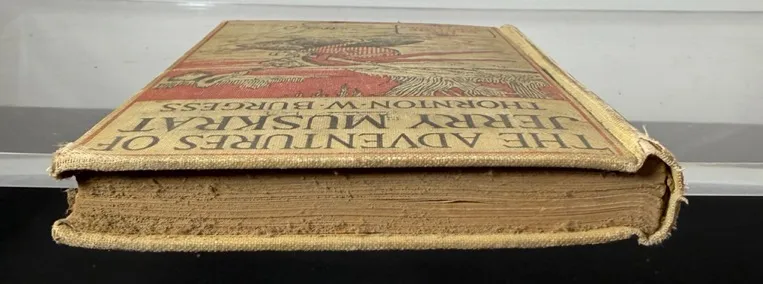 THE ADVENTURES OF
JERRY MUSKRAT
THORNTON·W·BURGESS